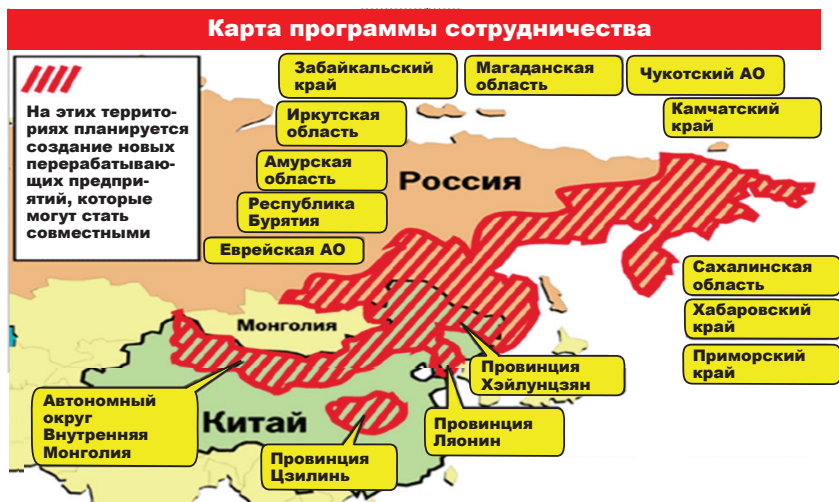 Карта программы сотрудничества
На этих террито-
риях планируется
создание новых
перерабатываю-
щих предпри-
ятий, которые
могут стать
совместными
Забайкальский
край
Магаданская
область
Чукотский АО
Камчатский
край
Иркутская
область
Амурская
область
Республика
Бурятия
Еврейская АО
Россия
Сахалинская
область
Хабаровский
край
Приморский
край
Монголия
Китай
Автономный
округ
Внутренняя
Монголия
Провинция
Цзилинь
Провинция
Ляонин
Провинция
Хэйлунцзян